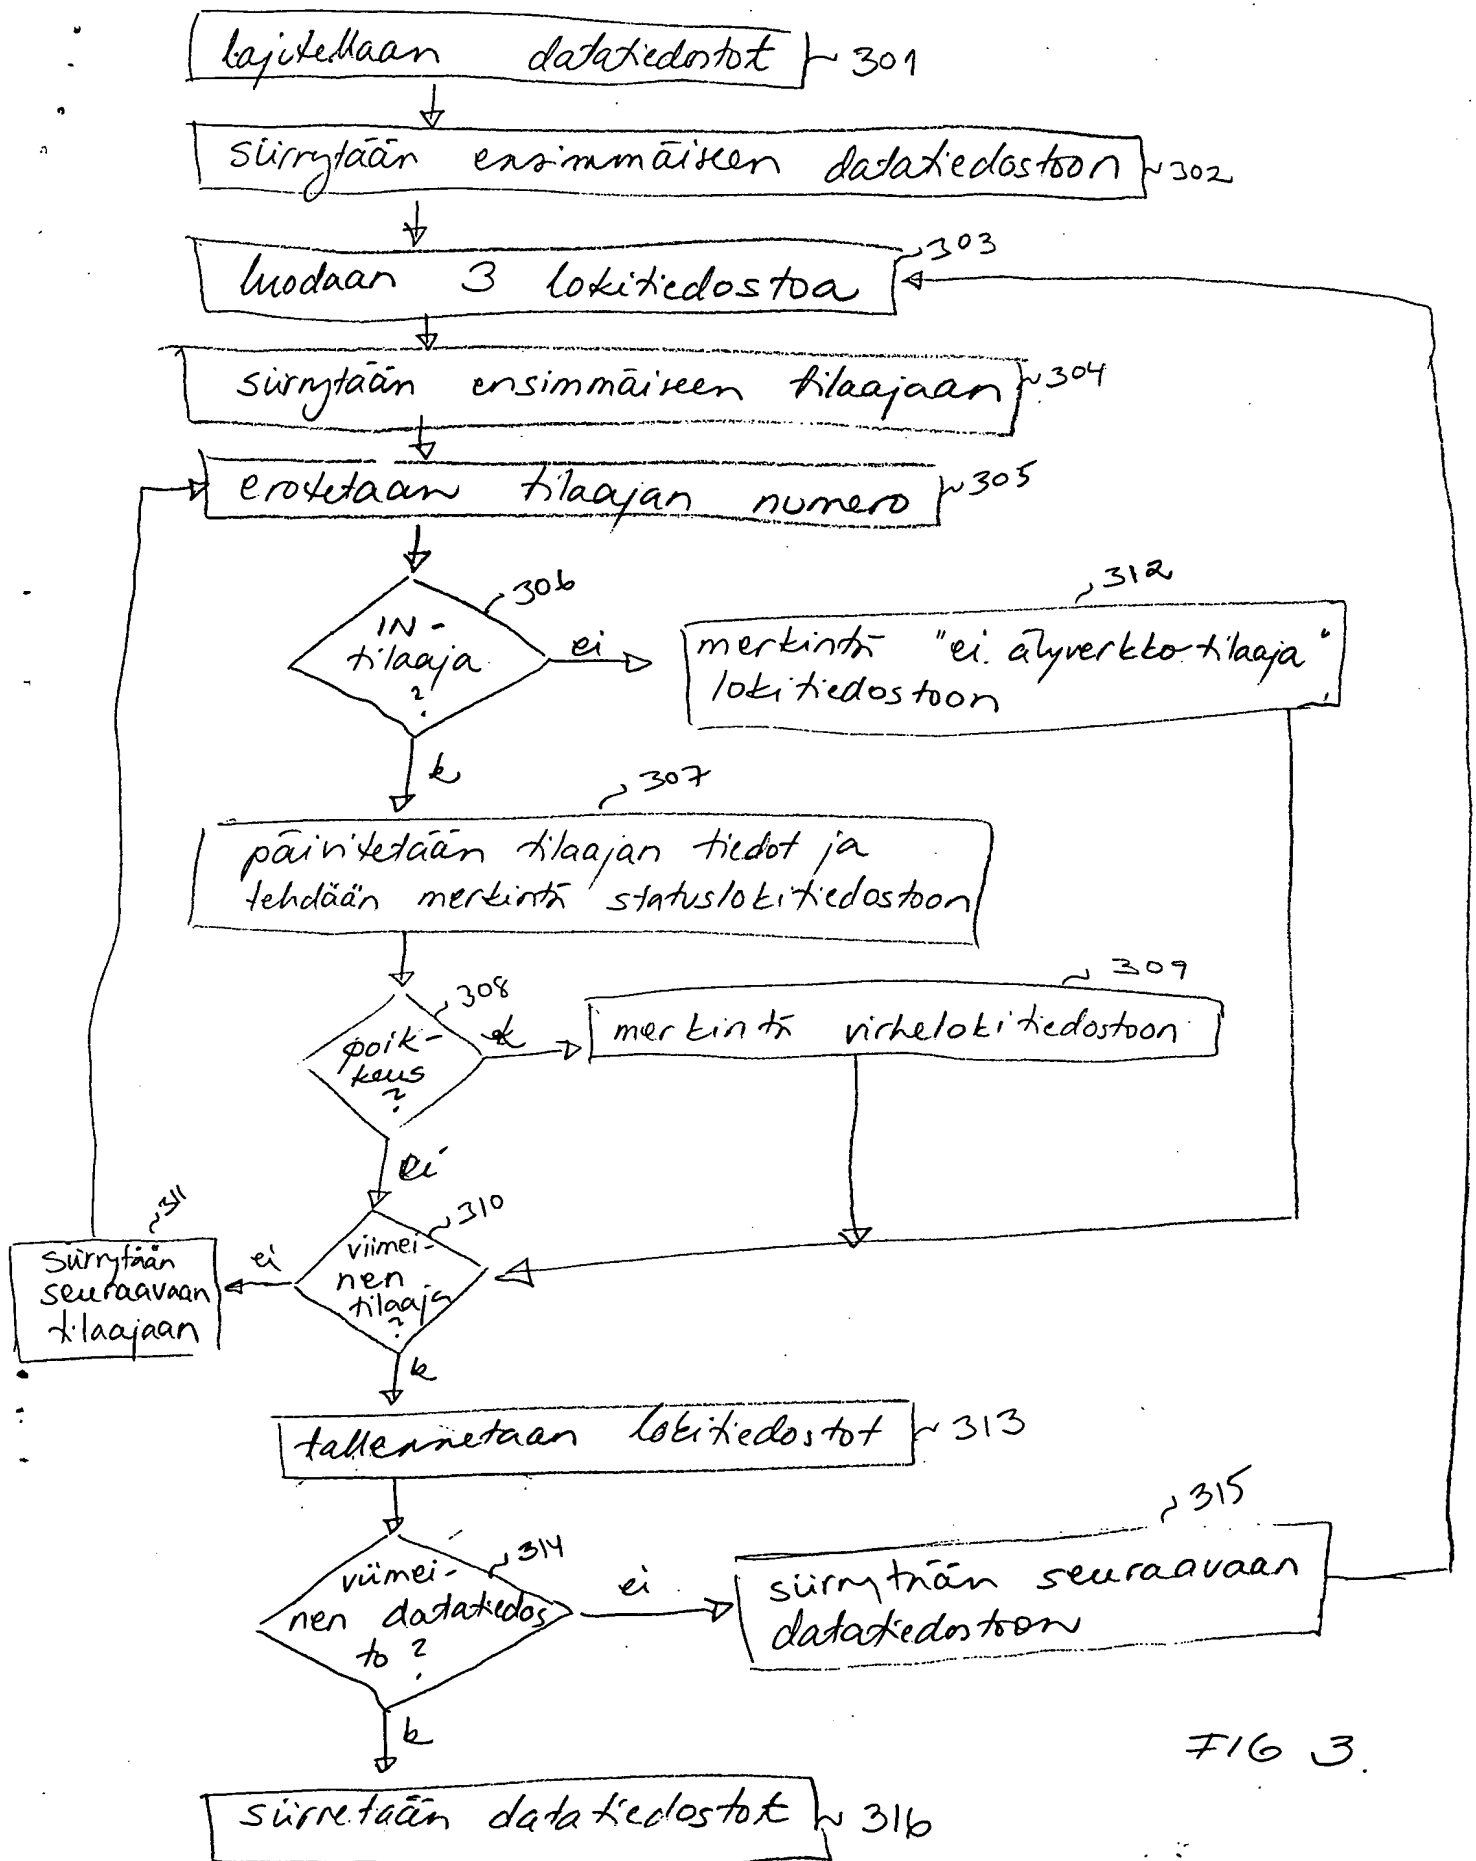 lajitellaan datatiedostot 301
siirrytään ensimmäiseen datatiedostoon 302
303
luodaan 3 lokitiedostoa
siirrytään ensimmäiseen tilaajaan 304
erotetaan tilaajan numero 305
306
IN-
tilaaja
?
ei
312
merkintä "ei älyverkkotilaaja"
lokitiedostoon
k
307
päivitetään tilaajan tiedot ja
tehdään merkintä statuslokitiedostoon
308
poik-
keus
?
k
309
merkintä virhelokitiedostoon
ei
310
viimei-
nen
tilaaja
?
ei
311
siirrytään
seuraavaan
tilaajaan
k
tallennetaan lokitiedostot 313
314
viimei-
nen datatiedos
to ?
ei
315
siirrytään seuraavaan
datatiedostoon
k
FIG 3.
siirretään datatiedostot 316